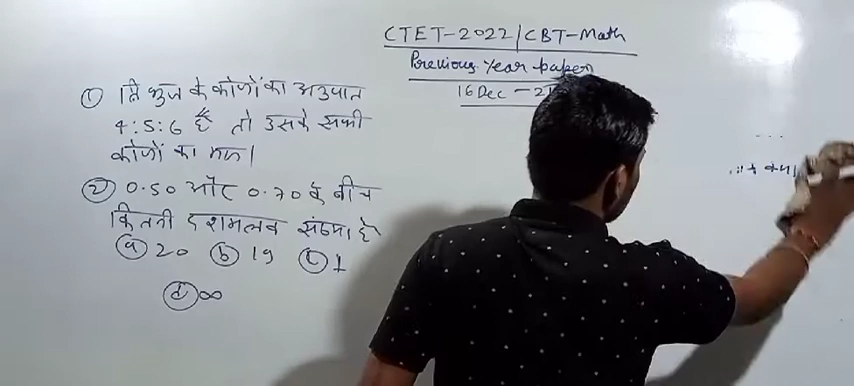 CTET-2022/CBT-Math
Previous Year paper
16 Dec - 21
① त्रिभुज के कोणों का अनुपात
4:5:6 है तो उसके सभी
कोणों का मान।
② 0.50 और 0.70 के बीच
कितनी दशमलव संख्या है
ⓐ 20 ⓑ 19 ⓒ 1
ⓓ ∞